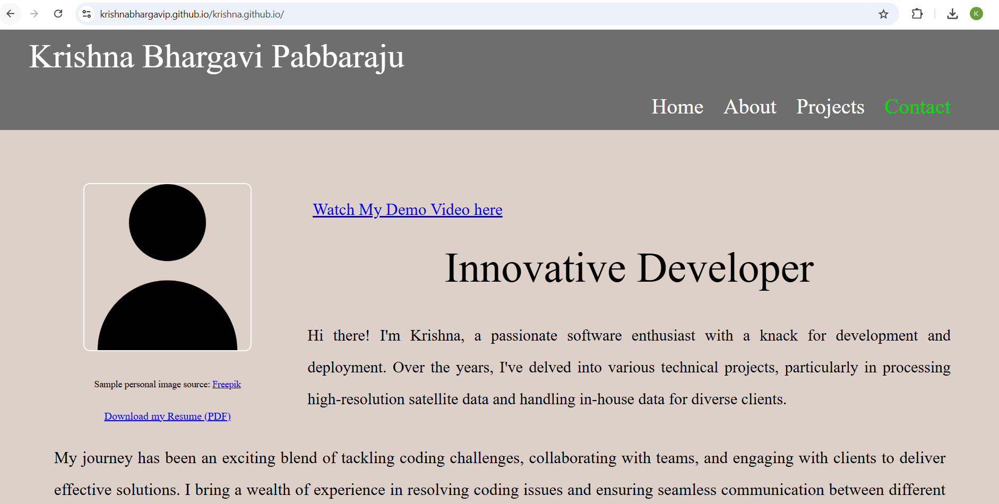 krishnabhargavip.github.io/krishna.github.io/
K
Krishna Bhargavi Pabbaraju
Home About Projects Contact
Watch My Demo Video here
Innovative Developer
Hi there! I'm Krishna, a passionate software enthusiast with a knack for development and
deployment. Over the years, I've delved into various technical projects, particularly in processing
high-resolution satellite data and handling in-house data for diverse clients.
Sample personal image source: Freepik
Download my Resume (PDF)
My journey has been an exciting blend of tackling coding challenges, collaborating with teams, and engaging with clients to deliver
effective solutions. I bring a wealth of experience in resolving coding issues and ensuring seamless communication between different